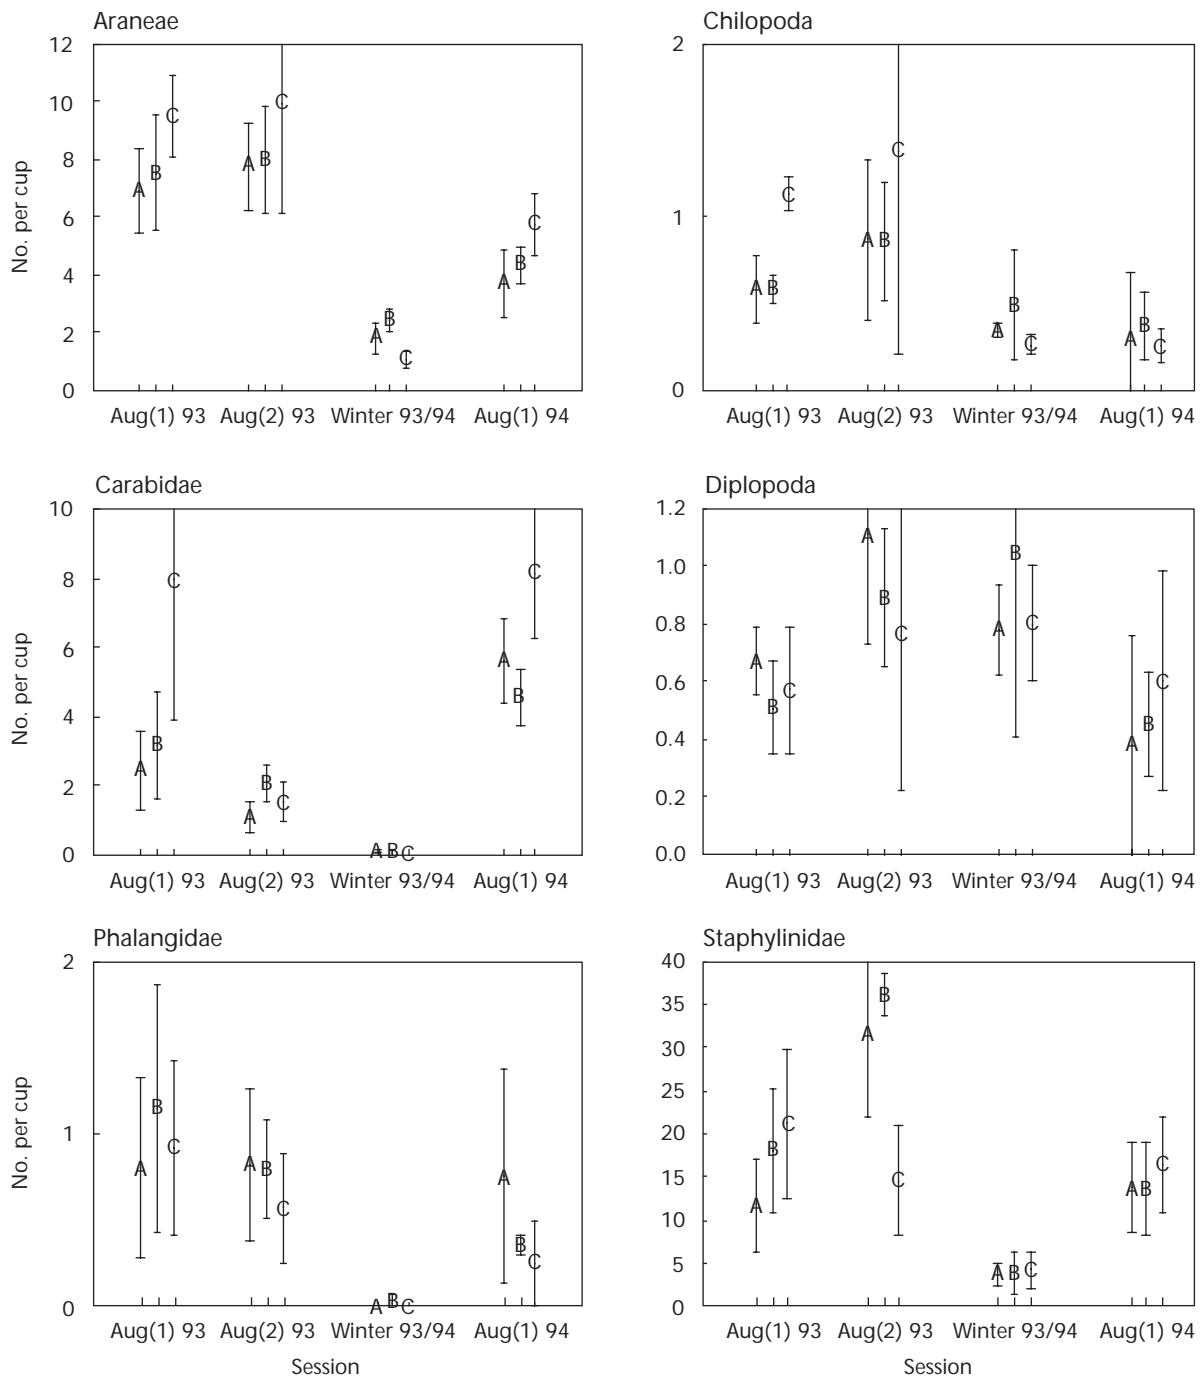 Araneae
12
10
8
6
4
2
0
No. per cup
A B C
A B C
A B C
A B C
Aug(1) 93 Aug(2) 93 Winter 93/94 Aug(1) 94
Chilopoda
2
1
0
A B C
A B C
A B C
A B C
Aug(1) 93 Aug(2) 93 Winter 93/94 Aug(1) 94
Carabidae
10
8
6
4
2
0
No. per cup
A B C
A B C
A B C
A B C
Aug(1) 93 Aug(2) 93 Winter 93/94 Aug(1) 94
Diplopoda
1.2
1.0
0.8
0.6
0.4
0.2
0.0
A B C
A B C
A B C
A B C
Aug(1) 93 Aug(2) 93 Winter 93/94 Aug(1) 94
Phalangidae
2
1
0
No. per cup
A B C
A B C
A B C
A B C
Aug(1) 93 Aug(2) 93 Winter 93/94 Aug(1) 94
Session
Staphylinidae
40
35
30
25
20
15
10
5
0
A B C
A B C
A B C
A B C
Aug(1) 93 Aug(2) 93 Winter 93/94 Aug(1) 94
Session